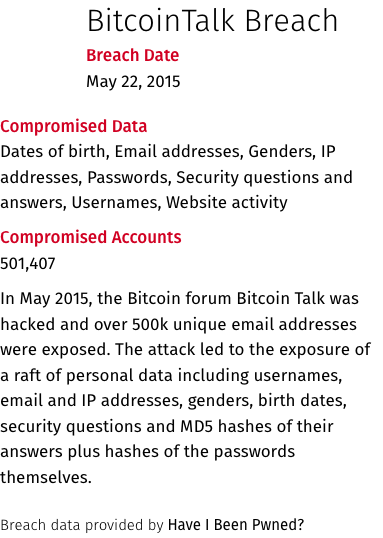 BitcoinTalk Breach
Breach Date
May 22, 2015
Compromised Data
Dates of birth, Email addresses, Genders, IP
addresses, Passwords, Security questions and
answers, Usernames, Website activity
Compromised Accounts
501,407
In May 2015, the Bitcoin forum Bitcoin Talk was
hacked and over 500k unique email addresses
were exposed. The attack led to the exposure of
a raft of personal data including usernames,
email and IP addresses, genders, birth dates,
security questions and MD5 hashes of their
answers plus hashes of the passwords
themselves.
Breach data provided by Have I Been Pwned?